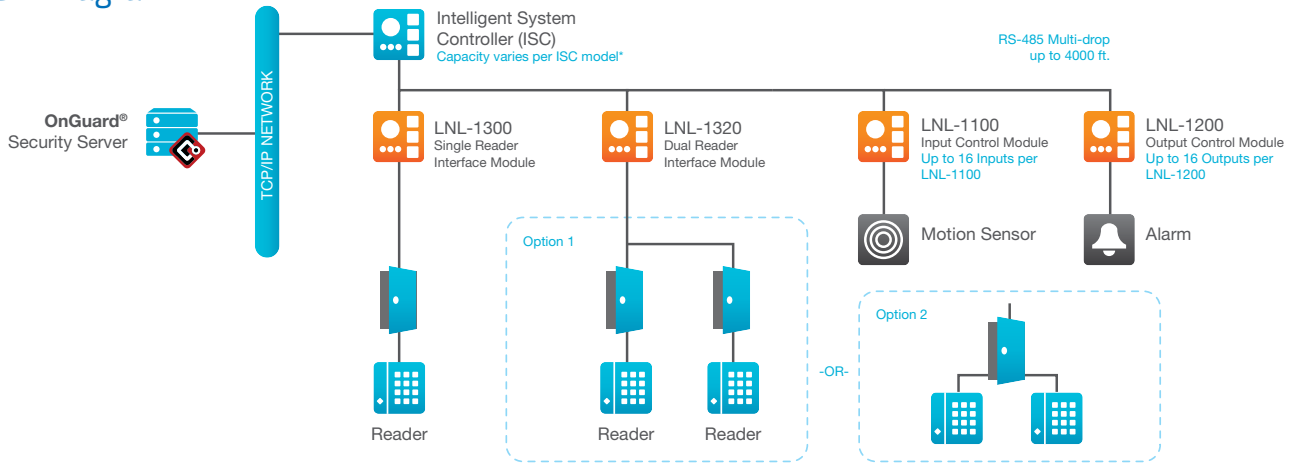 Intelligent System
Controller (ISC)
Capacity varies per ISC model*
RS-485 Multi-drop
up to 4000 ft.
OnGuard®
Security Server
TCP/IP NETWORK
LNL-1300
Single Reader
Interface Module
LNL-1320
Dual Reader
Interface Module
LNL-1100
Input Control Module
Up to 16 Inputs per
LNL-1100
LNL-1200
Output Control Module
Up to 16 Outputs per
LNL-1200
Motion Sensor
Alarm
Option 1
Option 2
-OR-
Reader
Reader
Reader